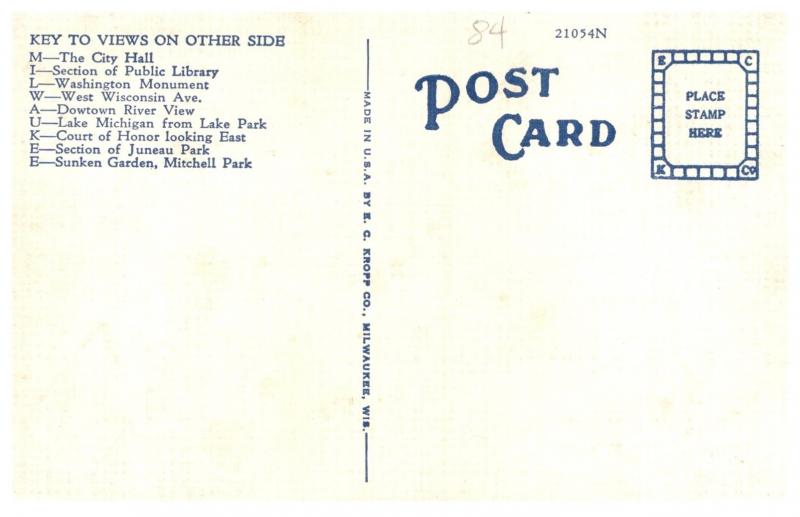 KEY TO VIEWS ON OTHER SIDE
M—The City Hall
I—Section of Public Library
L—Washington Monument
W—West Wisconsin Ave.
A—Dowtown River View
U—Lake Michigan from Lake Park
K—Court of Honor looking East
E—Section of Juneau Park
E—Sunken Garden, Mitchell Park
MADE IN U.S.A. BY E. C. KROPP CO., MILWAUKEE, WIS.
84
21054N
POST
CARD
E C
PLACE
STAMP
HERE
K Co